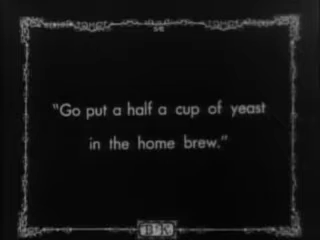 "Go put a half a cup of yeast
in the home brew."